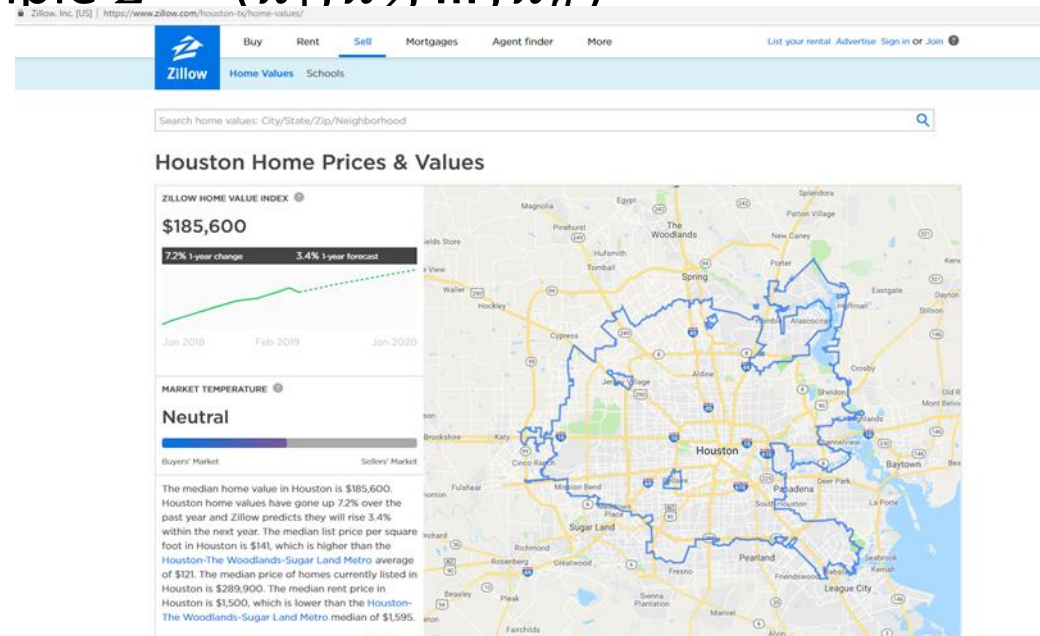 Zillow, Inc. [US] | https://www.zillow.com/houston-tx/home-values/
Buy Rent Sell Mortgages Agent finder More List your rental Advertise Sign in or Join
Zillow
Home Values Schools
Search home values: City/State/Zip/Neighborhood
Houston Home Prices & Values
ZILLOW HOME VALUE INDEX
$185,600
7.2% 1-year change 3.4% 1-year forecast
Jan 2018 Feb 2019 Jan 2020
MARKET TEMPERATURE
Neutral
Buyers' Market Sellers' Market
The median home value in Houston is $185,600.
Houston home values have gone up 7.2% over the
past year and Zillow predicts they will rise 3.4%
within the next year. The median list price per square
foot in Houston is $141, which is higher than the
Houston-The Woodlands-Sugar Land Metro average
of $121. The median price of homes currently listed in
Houston is $289,900. The median rent price in
Houston is $1,500, which is lower than the Houston-
The Woodlands-Sugar Land Metro median of $1,595.
Splendora
Magnolia
Egypt
Patton Village
Pinehurst
The
Woodlands
New Caney
Hufsmith
Tomball
Porter
Spring
Waller
Eastgate
Dayton
Hockley
Huffman
Stilson
Humble
Atascocita
Cypress
Crosby
Aldine
Jersey Village
Sheldon
Highlands
Brookshire
Katy
Channelview
Houston
Cinco Ranch
Baytown
Fulshear
Mission Bend
Bellaire
Pasadena
Deer Park
South Houston
La Porte
Place
Sugar Land
Richmond
Rosenberg
Greatwood
Pearland
Seabrook
Fresno
Friendswood
Kemah
League City
Beasley
Pleak
Sienna
Plantation
Manvel
Fairchilds
Alvin